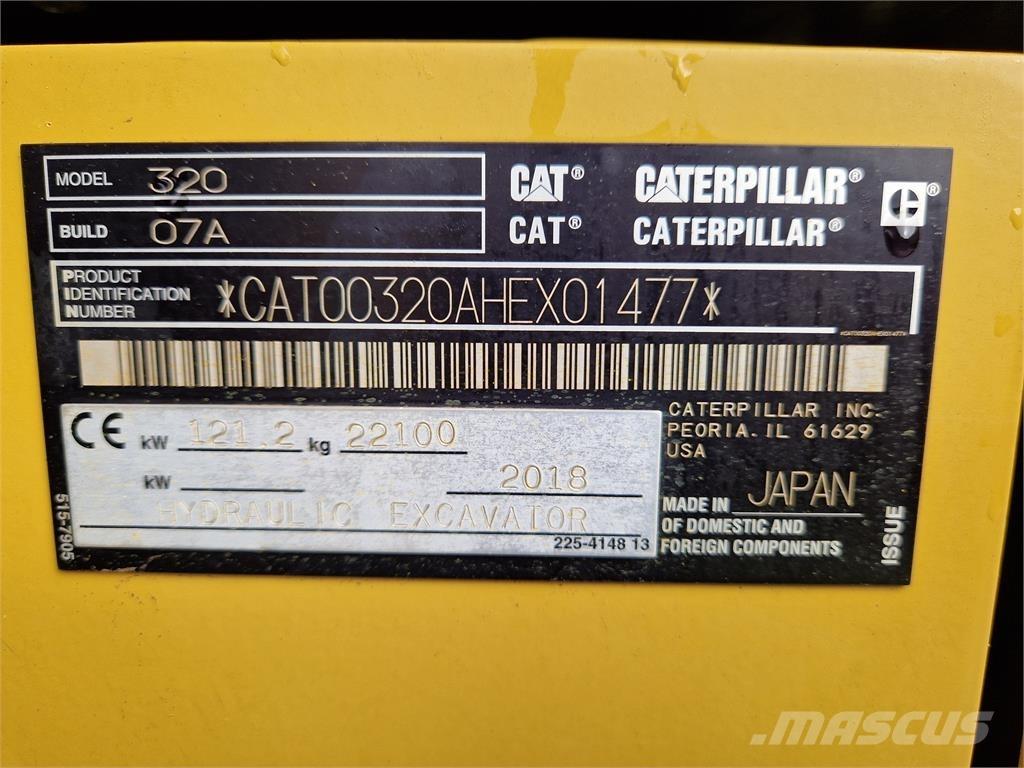 MODEL 320
BUILD 07A
CAT® CATERPILLAR® CE®
CAT® CATERPILLAR®
PRODUCT
IDENTIFICATION
NUMBER
*CAT00320AHEX01477*
*CAT00320AHEX01477*
CE kW 121.2 kg 22100
kW 2018
HYDRAULIC EXCAVATOR
225-4148 13
515-7905
CATERPILLAR INC.
PEORIA. IL 61629
USA
MADE IN JAPAN
OF DOMESTIC AND
FOREIGN COMPONENTS
ISSUE
MASCUS